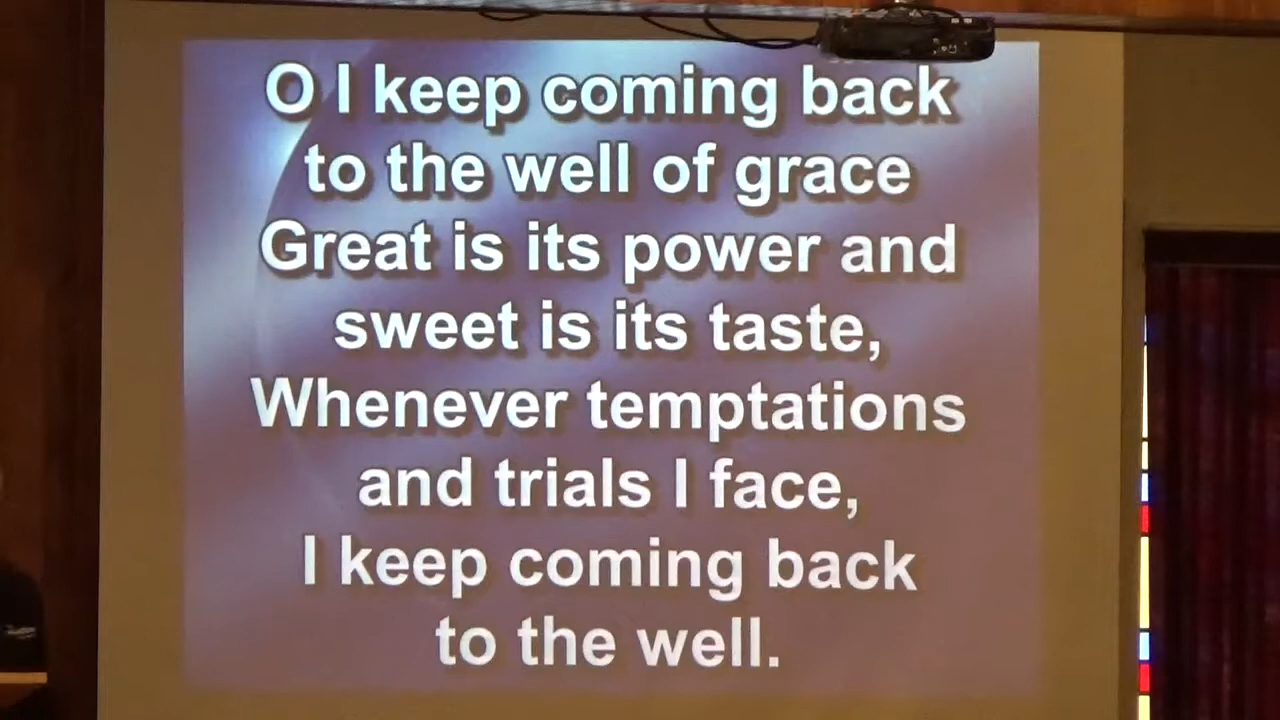 O I keep coming back
to the well of grace
Great is its power and
sweet is its taste,
Whenever temptations
and trials I face,
I keep coming back
to the well.